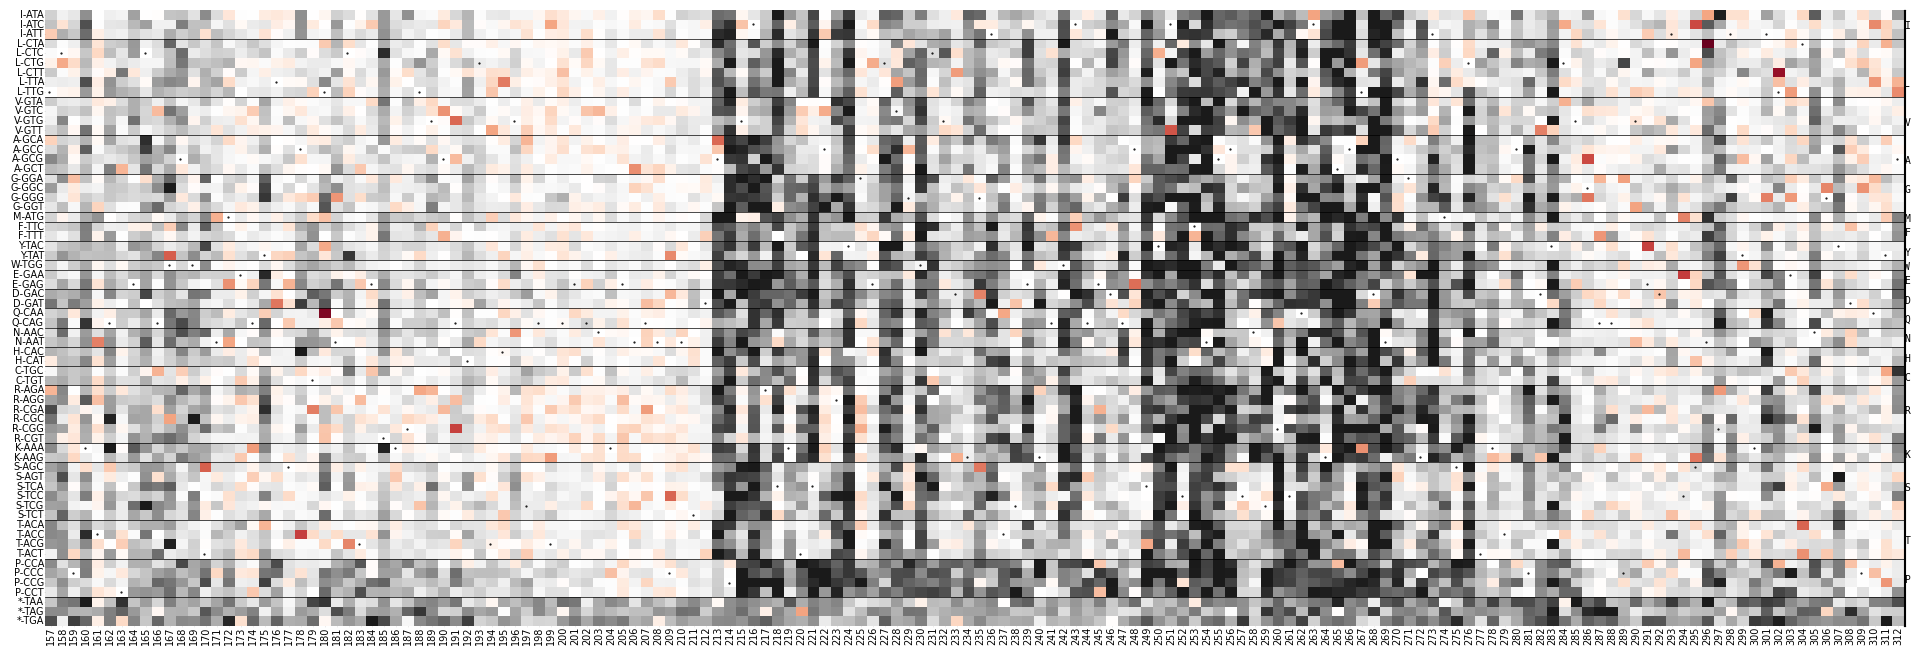 I-ATA
I-ATC
I-ATT
L-CTA
L-CTC
L-CTG
L-CTT
L-TTA
L-TTG
V-GTA
V-GTC
V-GTG
V-GTT
A-GCA
A-GCC
A-GCG
A-GCT
G-GGA
G-GGC
G-GGG
G-GGT
M-ATG
F-TTC
F-TTT
Y-TAC
Y-TAT
W-TGG
E-GAA
E-GAG
D-GAC
D-GAT
Q-CAA
Q-CAG
N-AAC
N-AAT
H-CAC
H-CAT
C-TGC
C-TGT
R-AGA
R-AGG
R-CGA
R-CGC
R-CGG
R-CGT
K-AAA
K-AAG
S-AGC
S-AGT
S-TCA
S-TCC
S-TCG
S-TCT
T-ACA
T-ACC
T-ACG
T-ACT
P-CCA
P-CCC
P-CCG
P-CCT
*-TAA
*-TAG
*-TGA
I
V
A
G
M
F
Y
W
E
D
Q
N
H
C
R
K
S
T
P
157 158 159 160 161 162 163 164 165 166 167 168 169 170 171 172 173 174 175 176 177 178 179 180 181 182 183 184 185 186 187 188 189 190 191 192 193 194 195 196 197 198 199 200 201 202 203 204 205 206 207 208 209 210 211 212 213 214 215 216 217 218 219 220 221 222 223 224 225 226 227 228 229 230 231 232 233 234 235 236 237 238 239 240 241 242 243 244 245 246 247 248 249 250 251 252 253 254 255 256 257 258 259 260 261 262 263 264 265 266 267 268 269 270 271 272 273 274 275 276 277 278 279 280 281 282 283 284 285 286 287 288 289 290 291 292 293 294 295 296 297 298 299 300 301 302 303 304 305 306 307 308 309 310 311 312